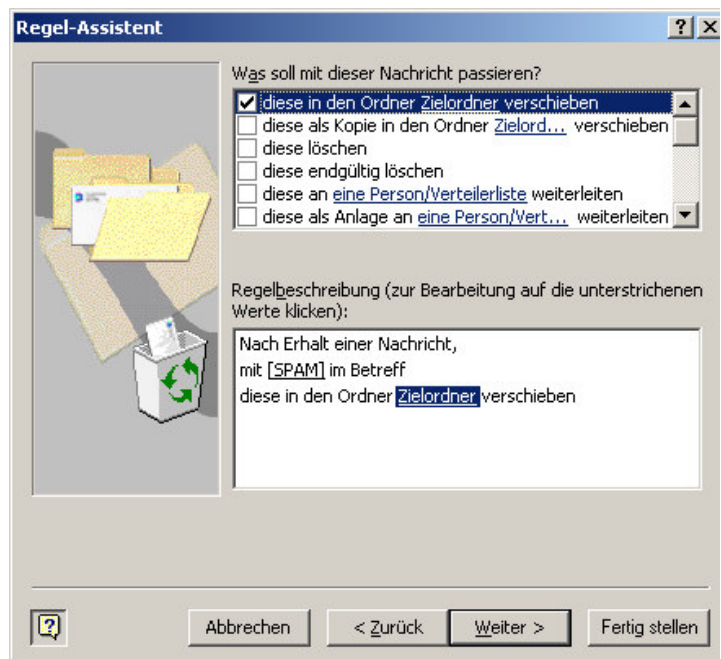 Regel-Assistent
Was soll mit dieser Nachricht passieren?
diese in den Ordner Zielordner verschieben
diese als Kopie in den Ordner Zielord... verschieben
diese löschen
diese endgültig löschen
diese an eine Person/Verteilerliste weiterleiten
diese als Anlage an eine Person/Vert... weiterleiten
Regelbeschreibung (zur Bearbeitung auf die unterstrichenen
Werte klicken):
Nach Erhalt einer Nachricht,
mit [SPAM] im Betreff
diese in den Ordner Zielordner verschieben
Abbrechen
< Zurück
Weiter >
Fertig stellen